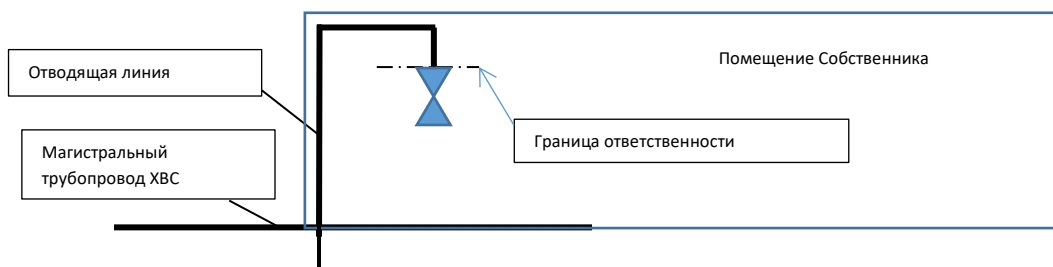 Помещение Собственника
Отводящая линия
Граница ответственности
Магистральный
трубопровод ХВС